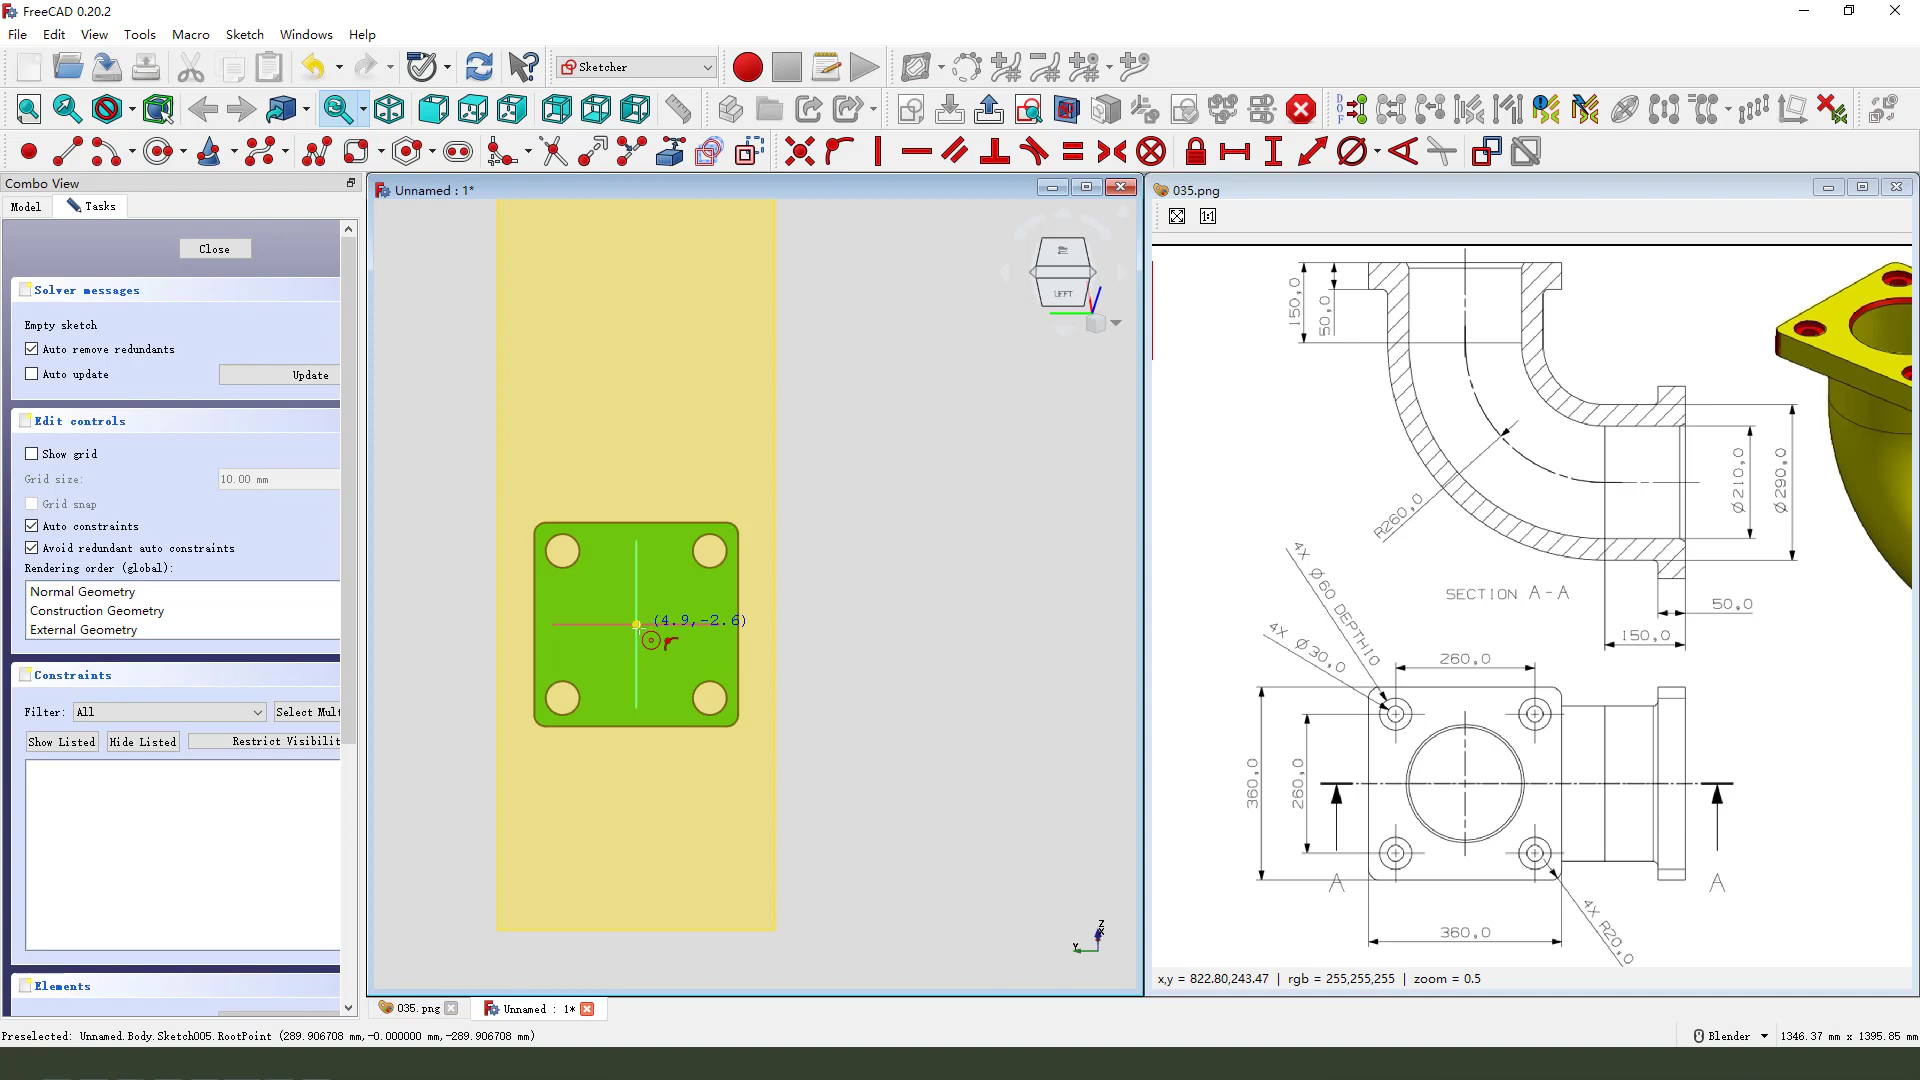 FreeCAD 0.20.2
File Edit View Tools Macro Sketch Windows Help
Sketcher
Combo View
Model Tasks
Close
Solver messages
Empty sketch
Auto remove redundants
Auto update Update
Edit controls
Show grid
Grid size: 10.00 mm
Grid snap
Auto constraints
Avoid redundant auto constraints
Rendering order (global):
Normal Geometry
Construction Geometry
External Geometry
Constraints
Filter: All Select Mult
Show Listed Hide Listed Restrict Visibilit
Elements
Unnamed : 1*
LEFT
(4.9,-2.6)
Z
Y
035.png
1:1
150,0
50,0
R260,0
Ø210,0
Ø290,0
SECTION A-A
50,0
150,0
4X Ø60 DEPTH10
4X Ø30,0
260,0
360,0
260,0
A
A
360,0
4X R20,0
x,y = 822.80,243.47 | rgb = 255,255,255 | zoom = 0.5
035.png Unnamed : 1*
Preselected: Unnamed.Body.Sketch005.RootPoint (289.906708 mm,-0.000000 mm,-289.906708 mm)
Blender 1346.37 mm x 1395.85 mm